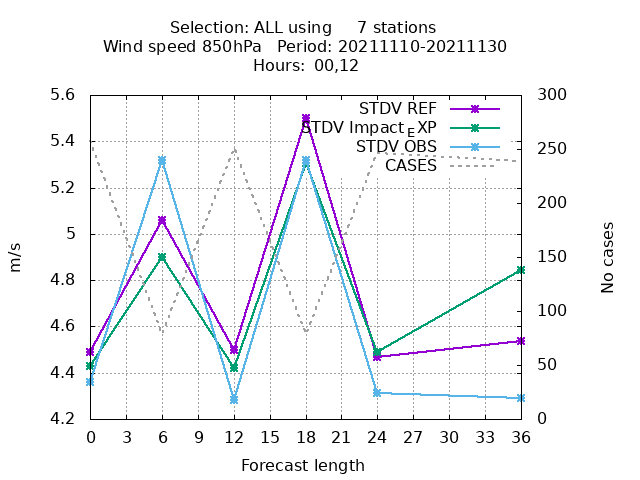 Selection: ALL using     7 stations
Wind speed 850hPa   Period: 20211110-20211130
Hours:  00,12
5.6
5.4
5.2
5
4.8
4.6
4.4
4.2
m/s
STDV REF
STDV Impact_EXP
STDV OBS
CASES
300
250
200
150
100
50
0
No cases
0 3 6 9 12 15 18 21 24 27 30 33 36
Forecast length